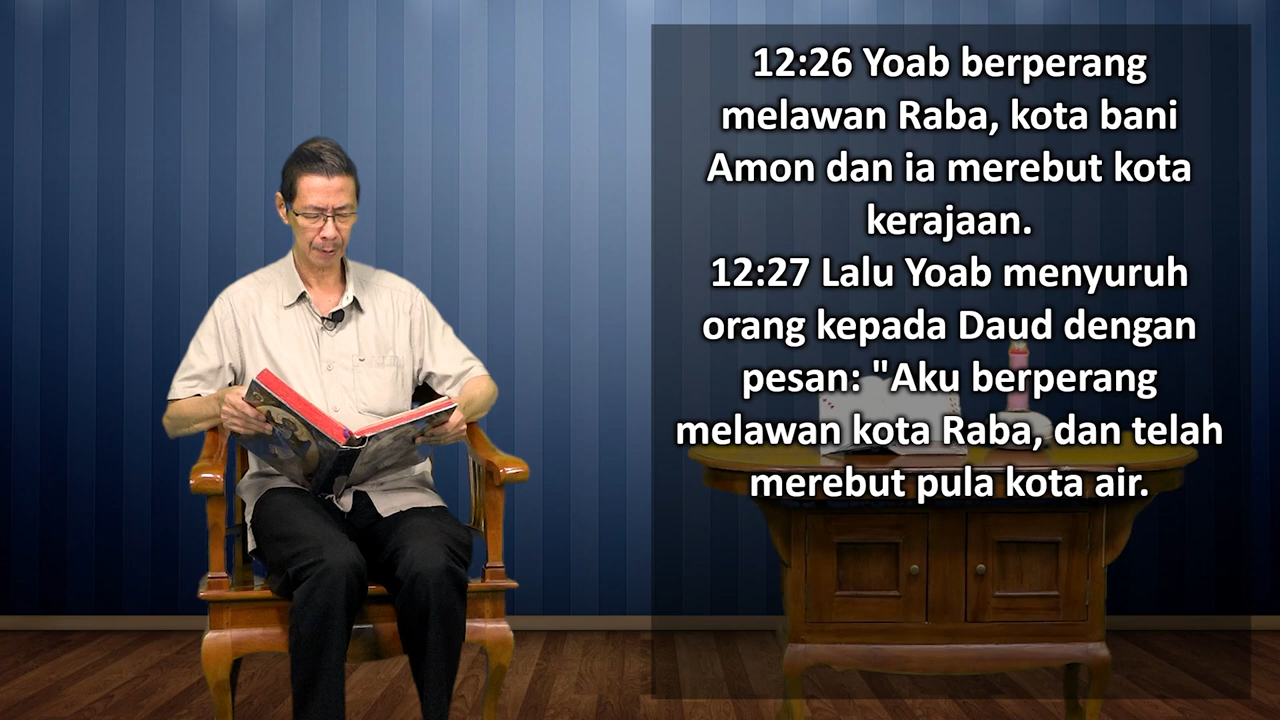 12:26 Yoab berperang
melawan Raba, kota bani
Amon dan ia merebut kota
kerajaan.
12:27 Lalu Yoab menyuruh
orang kepada Daud dengan
pesan: "Aku berperang
melawan kota Raba, dan telah
merebut pula kota air.